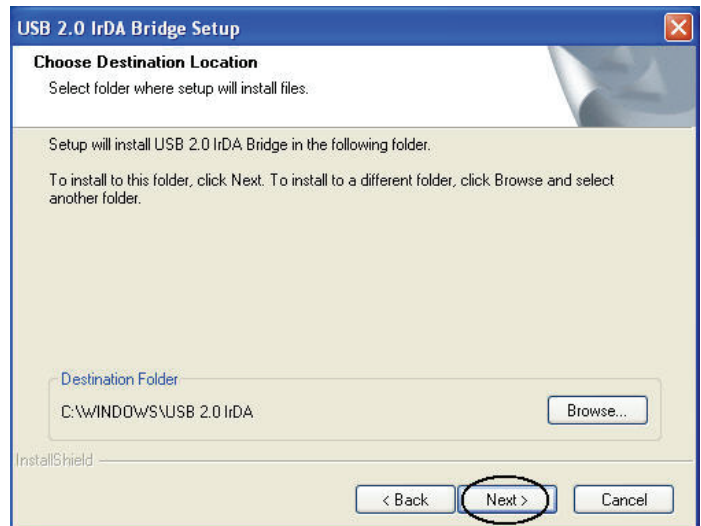 USB 2.0 IrDA Bridge Setup
Choose Destination Location
Select folder where setup will install files.
Setup will install USB 2.0 IrDA Bridge in the following folder.
To install to this folder, click Next. To install to a different folder, click Browse and select
another folder.
Destination Folder
C:\WINDOWS\USB 2.0 IrDA
Browse...
InstallShield
< Back
Next >
Cancel